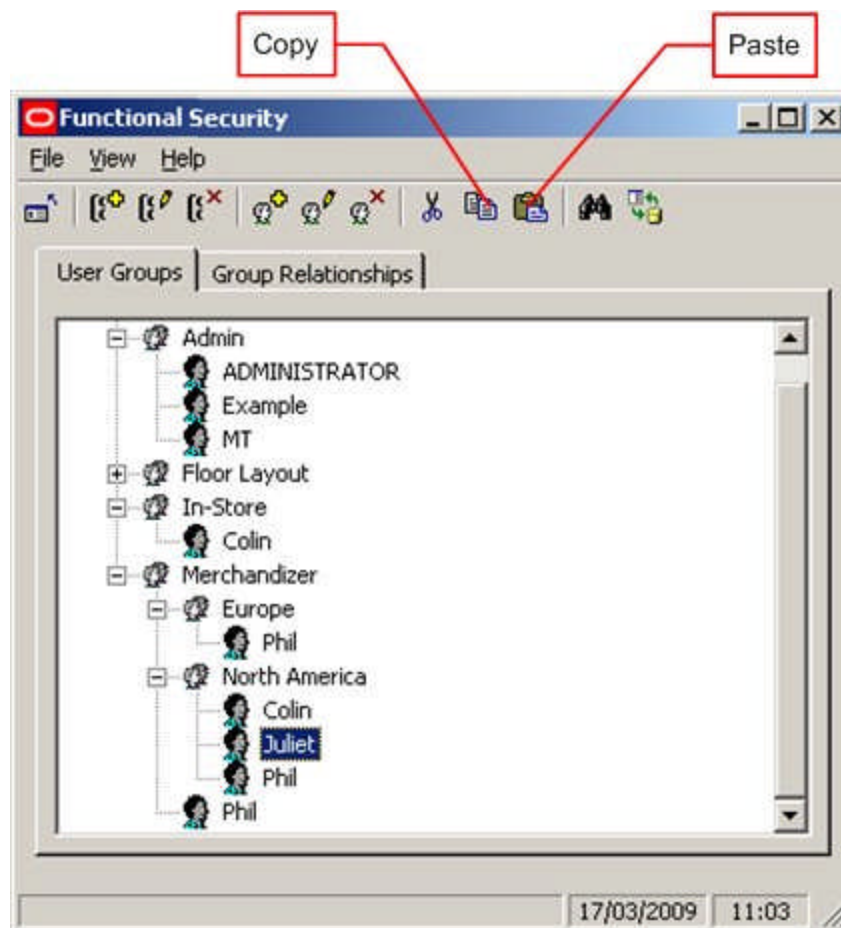 Copy
Paste
Functional Security
File View Help
User Groups
Group Relationships
Admin
ADMINISTRATOR
Example
MT
Floor Layout
In-Store
Colin
Merchandizer
Europe
Phil
North America
Colin
Juliet
Phil
Phil
17/03/2009
11:03